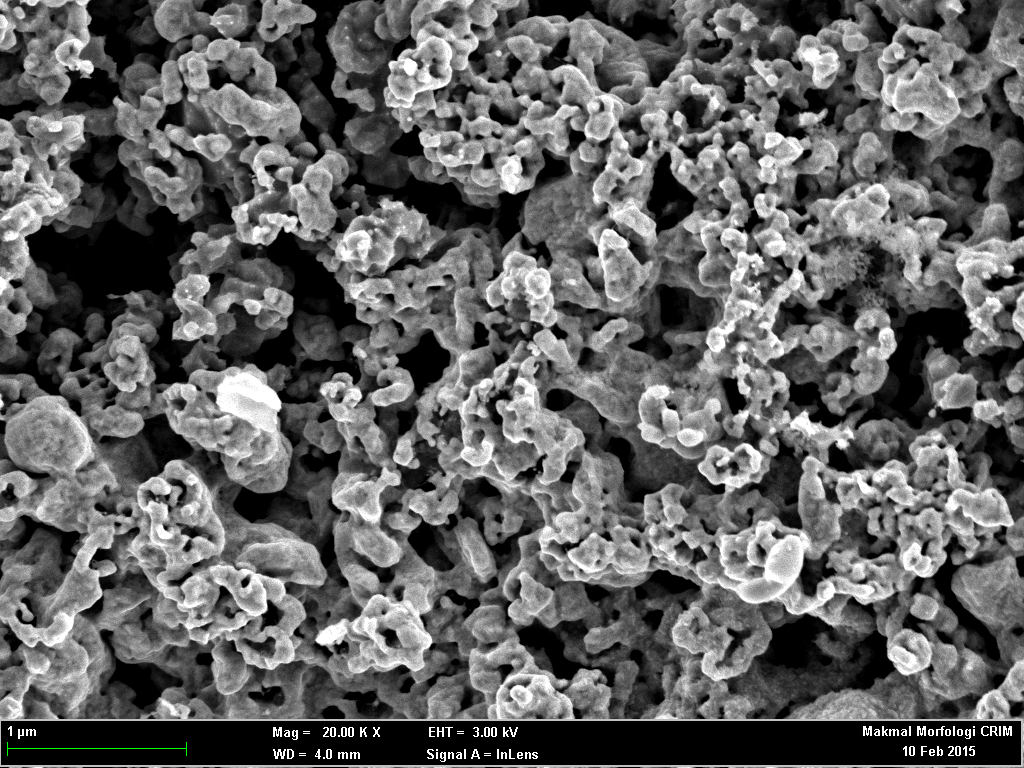 1 µm
Mag = 20.00 K X
EHT = 3.00 kV
Makmal Morfologi CRIM
WD = 4.0 mm
Signal A = InLens
10 Feb 2015